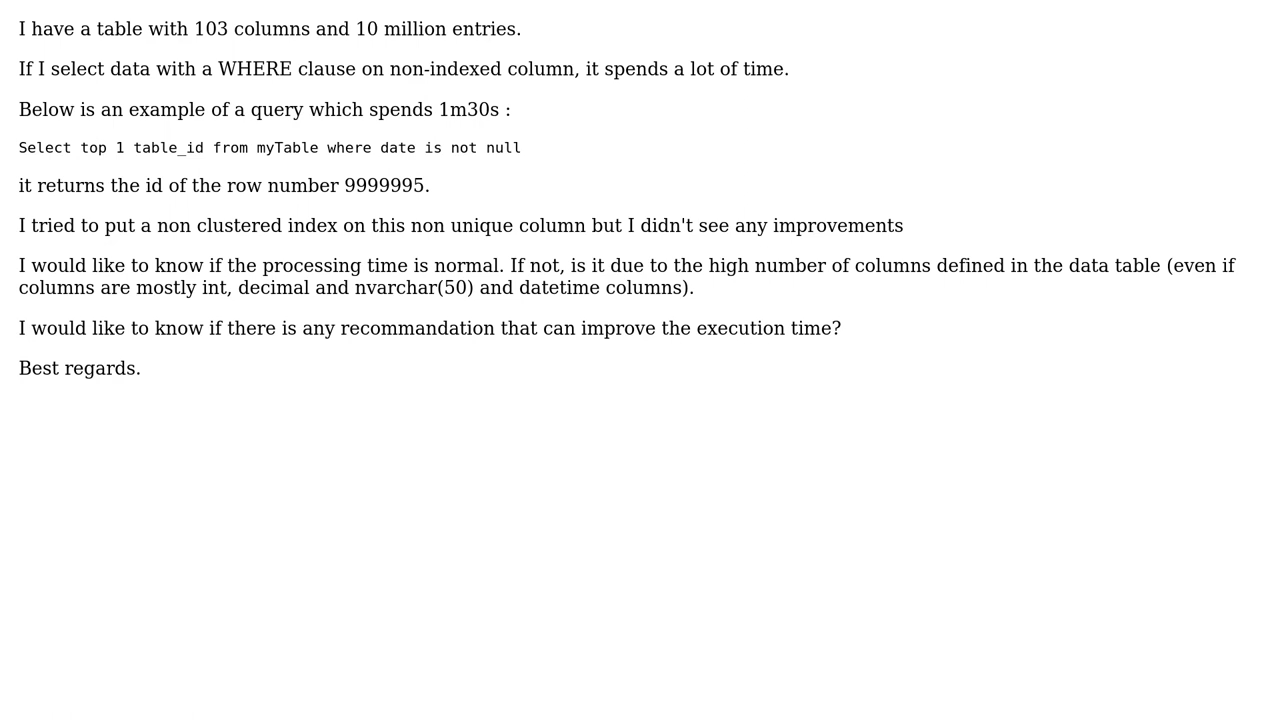 I have a table with 103 columns and 10 million entries.
If I select data with a WHERE clause on non-indexed column, it spends a lot of time.
Below is an example of a query which spends 1m30s :
Select top 1 table_id from myTable where date is not null
it returns the id of the row number 9999995.
I tried to put a non clustered index on this non unique column but I didn't see any improvements
I would like to know if the processing time is normal. If not, is it due to the high number of columns defined in the data table (even if
columns are mostly int, decimal and nvarchar(50) and datetime columns).
I would like to know if there is any recommandation that can improve the execution time?
Best regards.